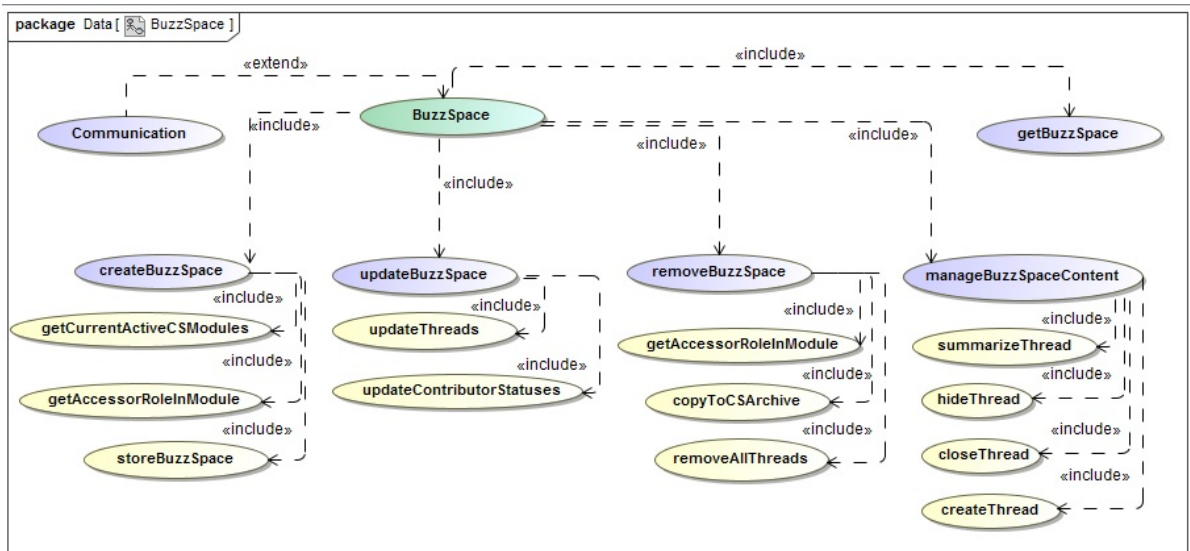 package Data [ BuzzSpace ]
«extend»
«include»
BuzzSpace
Communication
«include»
«include»
«include»
getBuzzSpace
«include»
createBuzzSpace
updateBuzzSpace
removeBuzzSpace
manageBuzzSpaceContent
«include»
«include»
«include»
«include»
getCurrentActiveCSModules
updateThreads
getAccessorRoleInModule
summarizeThread
«include»
«include»
«include»
«include»
getAccessorRoleInModule
updateContributorStatuses
copyToCSArchive
hideThread
«include»
«include»
«include»
storeBuzzSpace
removeAllThreads
closeThread
«include»
createThread